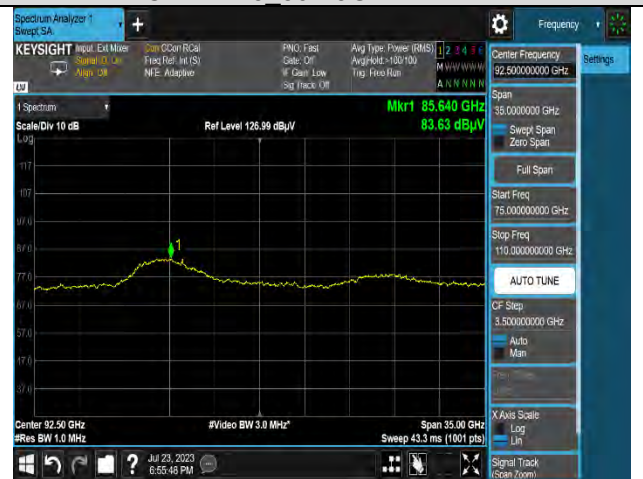 Spectrum Analyzer 1
Swept SA
+
Frequency
KEYSIGHT
Input: Ext Mixer
Signal ID: On
Align: Off
Corr CCorr RCal
Freq Ref: Int (S)
NFE: Adaptive
PNO: Fast
Gate: Off
IF Gain: Low
Sig Track: Off
Avg Type: Power (RMS)
Avg|Hold:>100/100
Trig: Free Run
1 2 3 4 5 6
M W W W W W
A N N N N N
LXI
1 Spectrum
Scale/Div 10 dB
Log
Ref Level 126.99 dBµV
Mkr1 85.640 GHz
83.63 dBµV
117
107
97.0
87.0
77.0
67.0
57.0
47.0
37.0
1
Center 92.50 GHz
#Res BW 1.0 MHz
#Video BW 3.0 MHz*
Span 35.00 GHz
Sweep 43.3 ms (1001 pts)
Jul 23, 2023
6:55:48 PM
?
Center Frequency
92.500000000 GHz
Settings
Span
35.0000000 GHz
Swept Span
Zero Span
Full Span
Start Freq
75.000000000 GHz
Stop Freq
110.000000000 GHz
AUTO TUNE
CF Step
3.500000000 GHz
Auto
Man
X Axis Scale
Log
Lin
Signal Track
(Span Zoom)